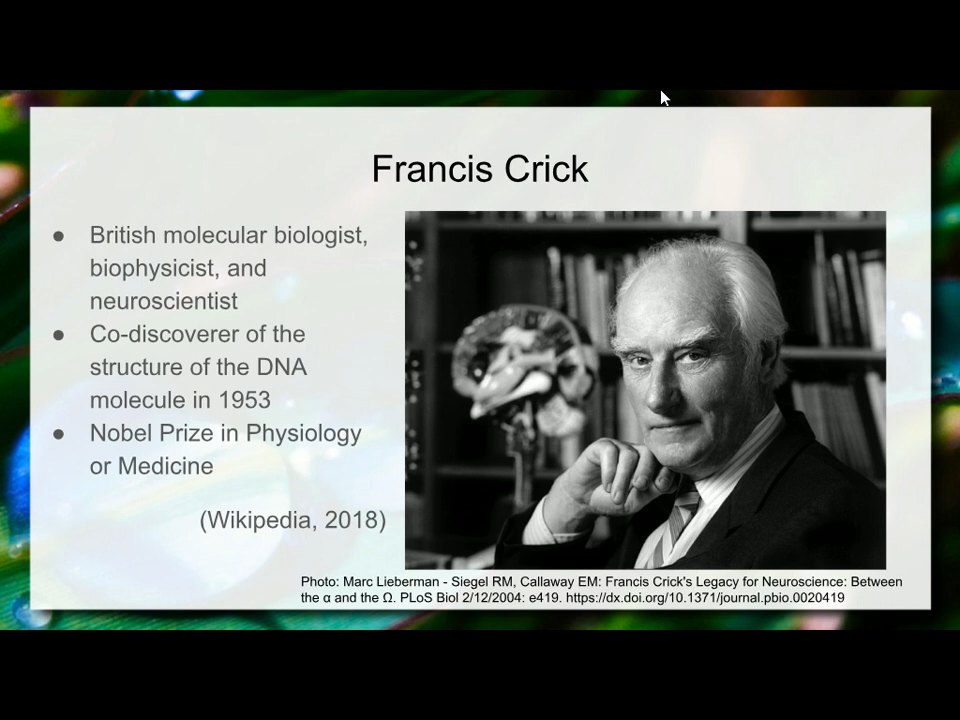 Francis Crick
● British molecular biologist,
biophysicist, and
neuroscientist
● Co-discoverer of the
structure of the DNA
molecule in 1953
● Nobel Prize in Physiology
or Medicine
(Wikipedia, 2018)
Photo: Marc Lieberman - Siegel RM, Callaway EM: Francis Crick's Legacy for Neuroscience: Between
the α and the Ω. PLoS Biol 2/12/2004: e419. https://dx.doi.org/10.1371/journal.pbio.0020419